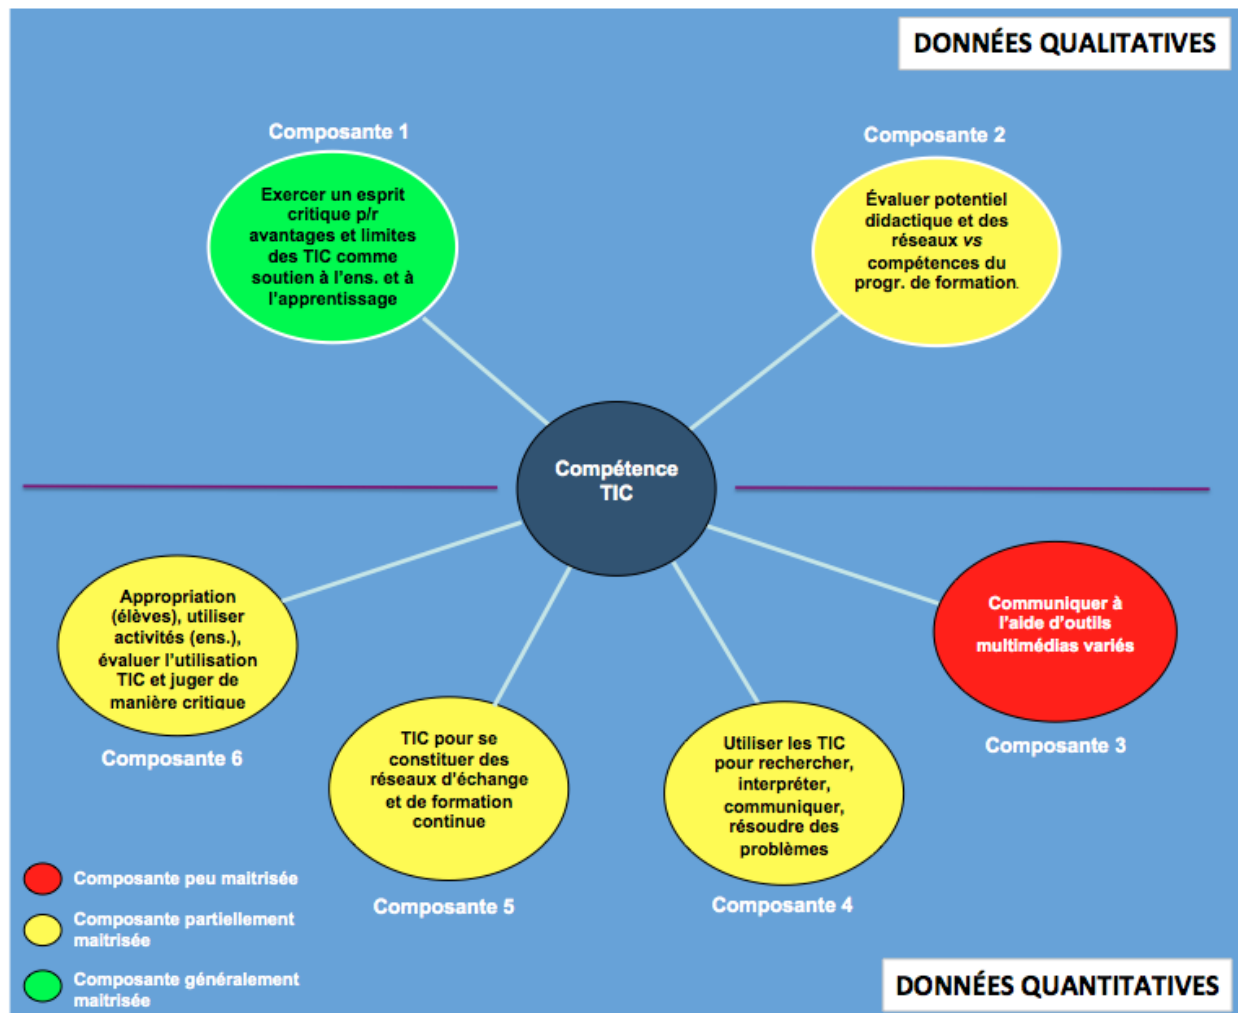 DONNÉES QUALITATIVES
Composante 1
Exercer un esprit
critique p/r
avantages et limites
des TIC comme
soutien à l'ens. et à
l'apprentissage
Composante 2
Évaluer potentiel
didactique et des
réseaux vs
compétences du
progr. de formation.
Compétence
TIC
Appropriation
(élèves), utiliser
activités (ens.),
évaluer l'utilisation
TIC et juger de
manière critique
Composante 6
TIC pour se
constituer des
réseaux d'échange
et de formation
continue
Composante 5
Utiliser les TIC
pour rechercher,
interpréter,
communiquer,
résoudre des
problèmes
Composante 4
Communiquer à
l'aide d'outils
multimédias variés
Composante 3
Composante peu maitrisée
Composante partiellement
maitrisée
Composante généralement
maitrisée
DONNÉES QUANTITATIVES